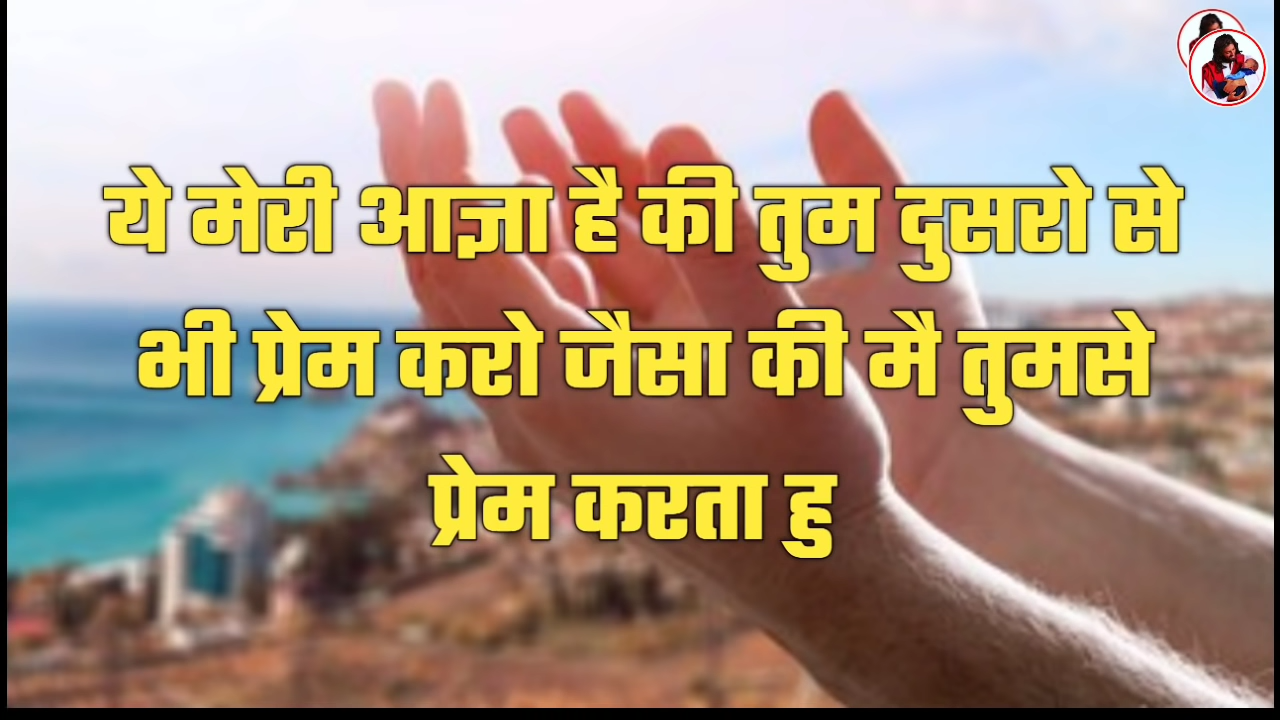 ये मेरी आज्ञा है की तुम दुसरो से
भी प्रेम करो जैसा की मै तुमसे
प्रेम करता हु